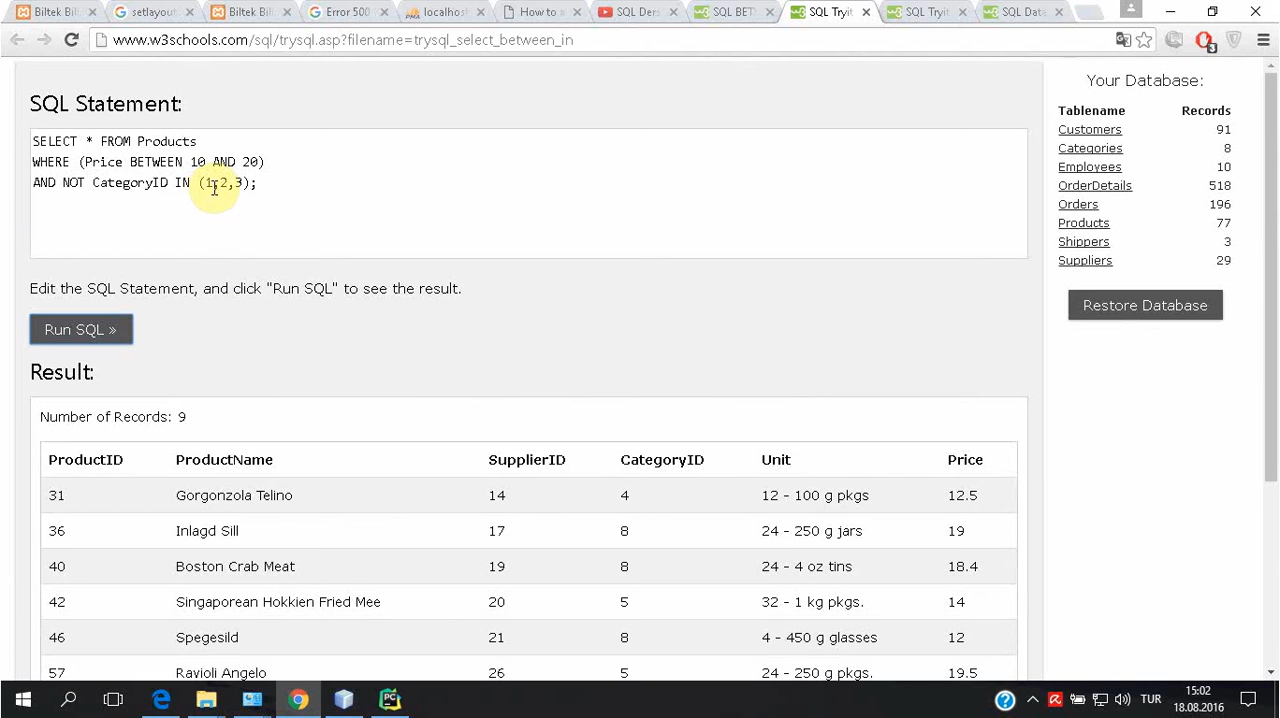 Biltek Bil
setlayout
Biltek Bil
Error 500
localho
How to a
SQL Ders
SQL BET
SQL Tryit
SQL Tryit
SQL Data
www.w3schools.com/sql/trysql.asp?filename=trysql_select_between_in
3
SQL Statement:
SELECT * FROM Products
WHERE (Price BETWEEN 10 AND 20)
AND NOT CategoryID IN (1,2,3);
Edit the SQL Statement, and click "Run SQL" to see the result.
Run SQL »
Result:
Number of Records: 9
ProductID ProductName SupplierID CategoryID Unit Price
31 Gorgonzola Telino 14 4 12 - 100 g pkgs 12.5
36 Inlagd Sill 17 8 24 - 250 g jars 19
40 Boston Crab Meat 19 8 24 - 4 oz tins 18.4
42 Singaporean Hokkien Fried Mee 20 5 32 - 1 kg pkgs. 14
46 Spegesild 21 8 4 - 450 g glasses 12
57 Ravioli Angelo 26 5 24 - 250 g pkgs. 19.5
Your Database:
Tablename Records
Customers 91
Categories 8
Employees 10
OrderDetails 518
Orders 196
Products 77
Shippers 3
Suppliers 29
Restore Database
TUR
15:02
18.08.2016